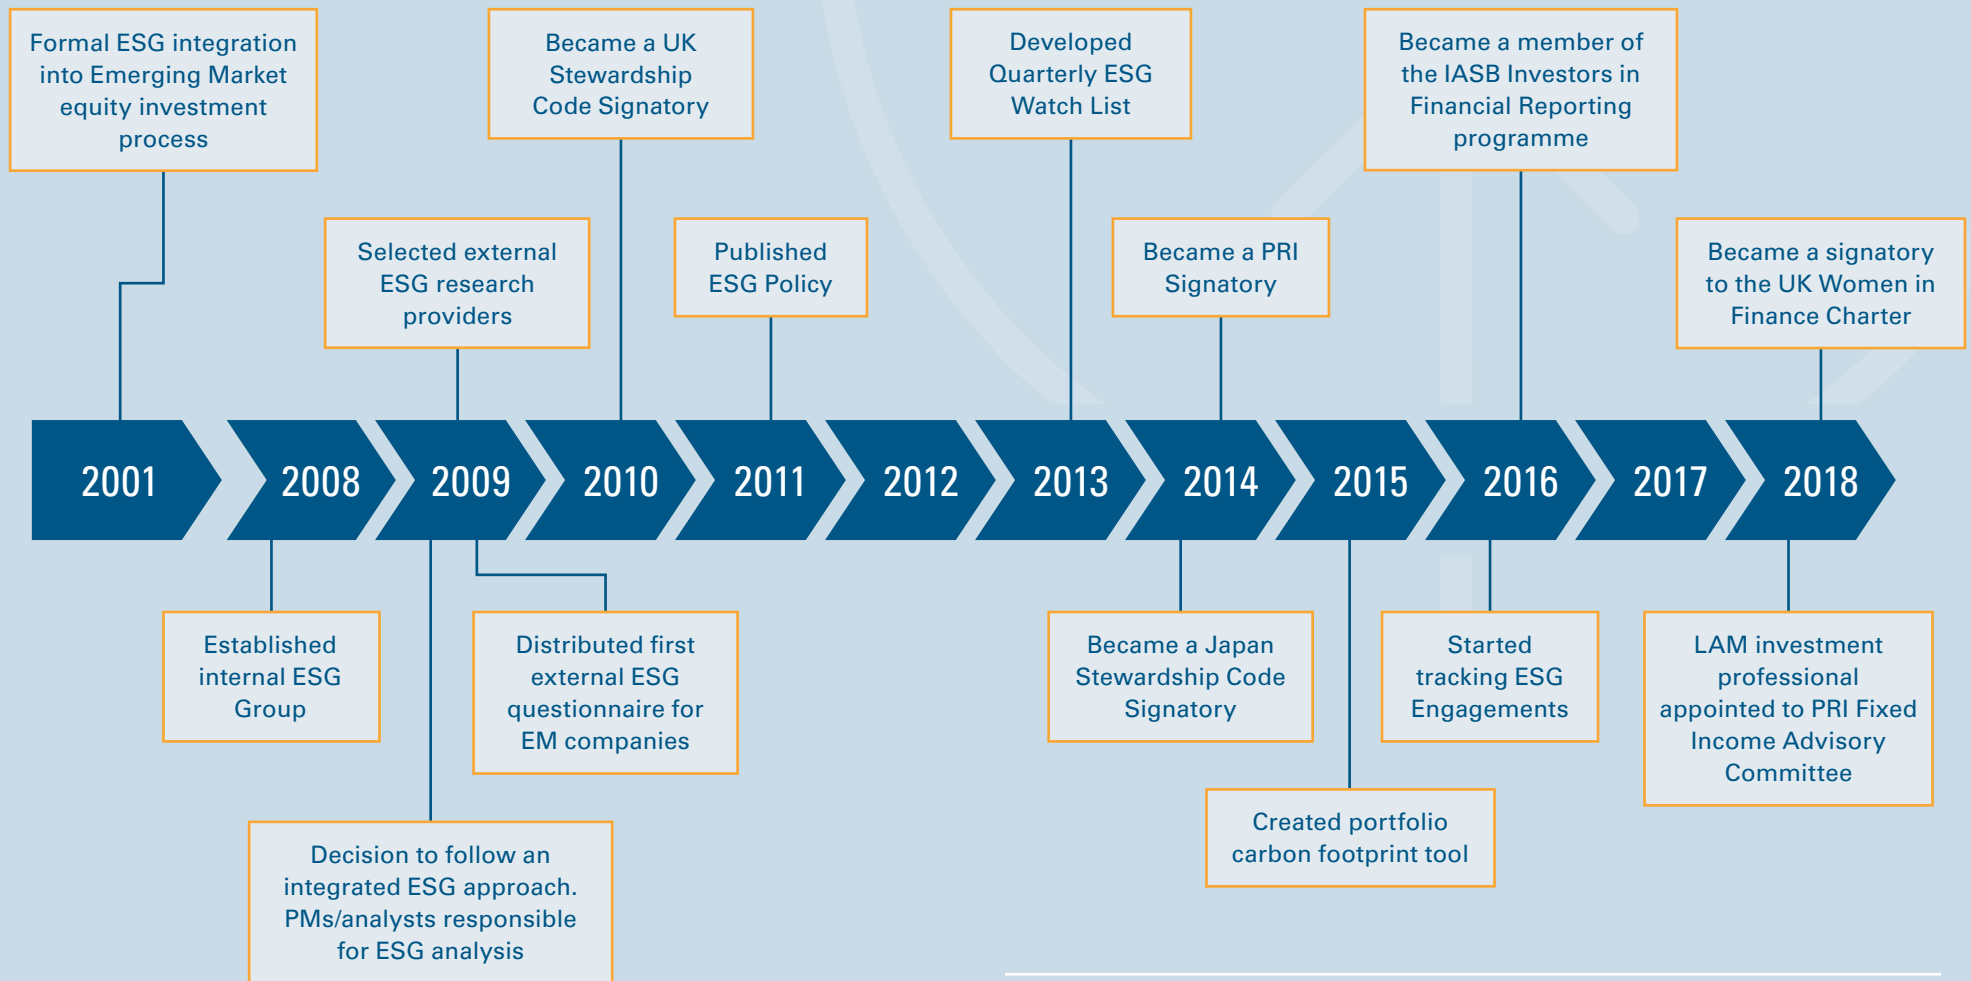 Formal ESG integration
into Emerging Market
equity investment
process
Became a UK
Stewardship
Code Signatory
Developed
Quarterly ESG
Watch List
Became a member of
the IASB Investors in
Financial Reporting
programme
Selected external
ESG research
providers
Published
ESG Policy
Became a PRI
Signatory
Became a signatory
to the UK Women in
Finance Charter
2001
2008
2009
2010
2011
2012
2013
2014
2015
2016
2017
2018
Established
internal ESG
Group
Distributed first
external ESG
questionnaire for
EM companies
Became a Japan
Stewardship Code
Signatory
Started
tracking ESG
Engagements
LAM investment
professional
appointed to PRI Fixed
Income Advisory
Committee
Decision to follow an
integrated ESG approach.
PMs/analysts responsible
for ESG analysis
Created portfolio
carbon footprint tool